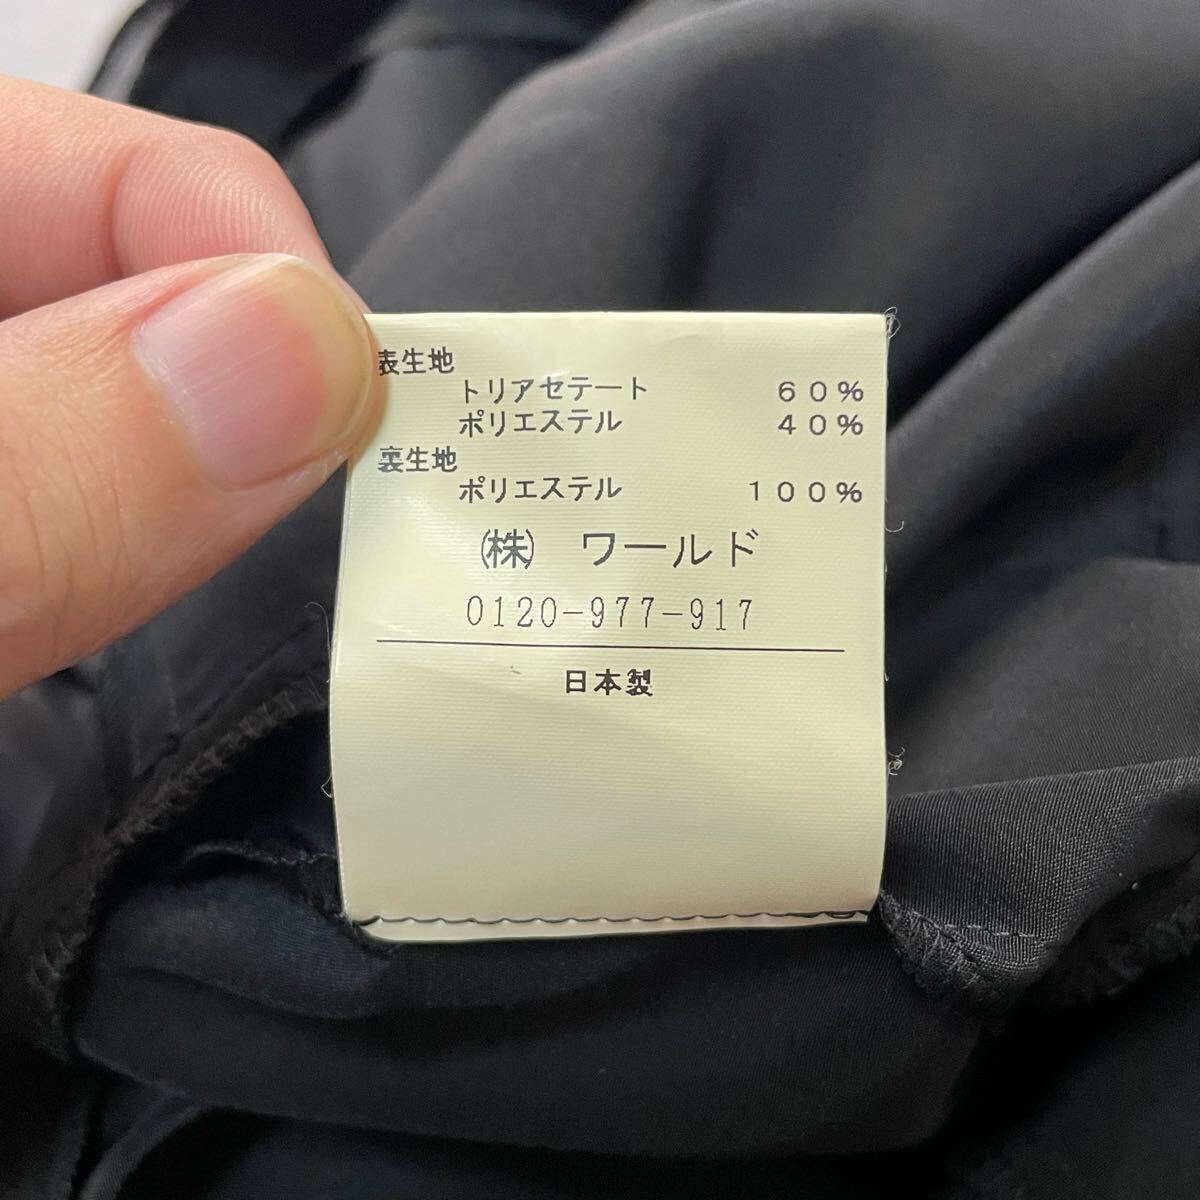 表生地
トリアセテート 60%
ポリエステル 40%
裏生地
ポリエステル 100%
(株) ワールド
0120-977-917
日本製